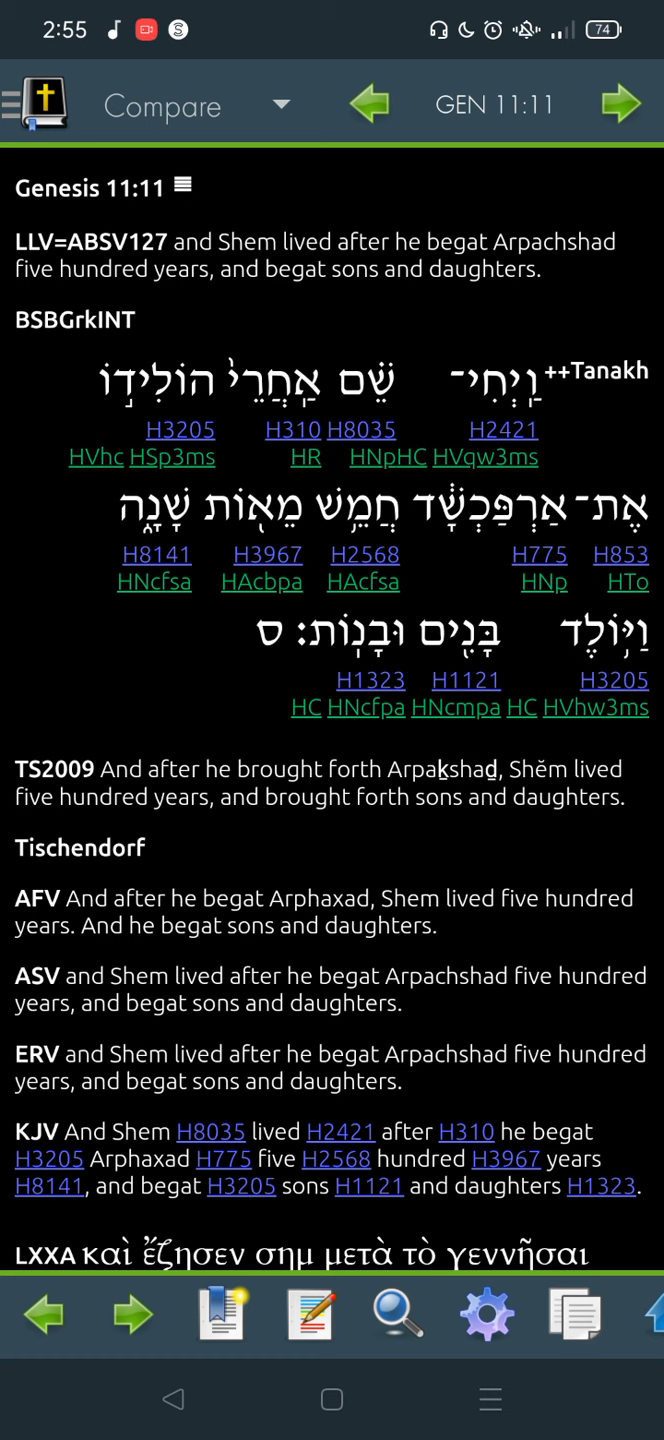 2:55
74
Compare
GEN 11:11
Genesis 11:11
LLV=ABSV127 and Shem lived after he begat Arpachshad
five hundred years, and begat sons and daughters.
BSBGrkINT
++Tanakh וַֽיְחִי־ שֵׁ֗ם אַֽחֲרֵי֙ הוֹלִיד֣וֹ
H2421 H8035 H310 H3205
HVhc HSp3ms HR HNpHC HVqw3ms
אֶת־ אַרְפַּכְשָׁ֔ד חֲמֵ֥שׁ מֵא֖וֹת שָׁנָ֑ה
H853 H775 H2568 H3967 H8141
HNcfsa HAcbpa HAcfsa HNp HTo
וַיּ֥וֹלֶד בָּנִ֖ים וּבָנֽוֹת׃ ס
H3205 H1121 H1323
HC HNcfpa HNcmpa HC HVhw3ms
TS2009 And after he brought forth Arpaḵshaḏ, Shĕm lived
five hundred years, and brought forth sons and daughters.
Tischendorf
AFV And after he begat Arphaxad, Shem lived five hundred
years. And he begat sons and daughters.
ASV and Shem lived after he begat Arpachshad five hundred
years, and begat sons and daughters.
ERV and Shem lived after he begat Arpachshad five hundred
years, and begat sons and daughters.
KJV And Shem H8035 lived H2421 after H310 he begat
H3205 Arphaxad H775 five H2568 hundred H3967 years
H8141, and begat H3205 sons H1121 and daughters H1323.
LXXA καὶ ἔζησεν σημ μετὰ τὸ γεννῆσαι